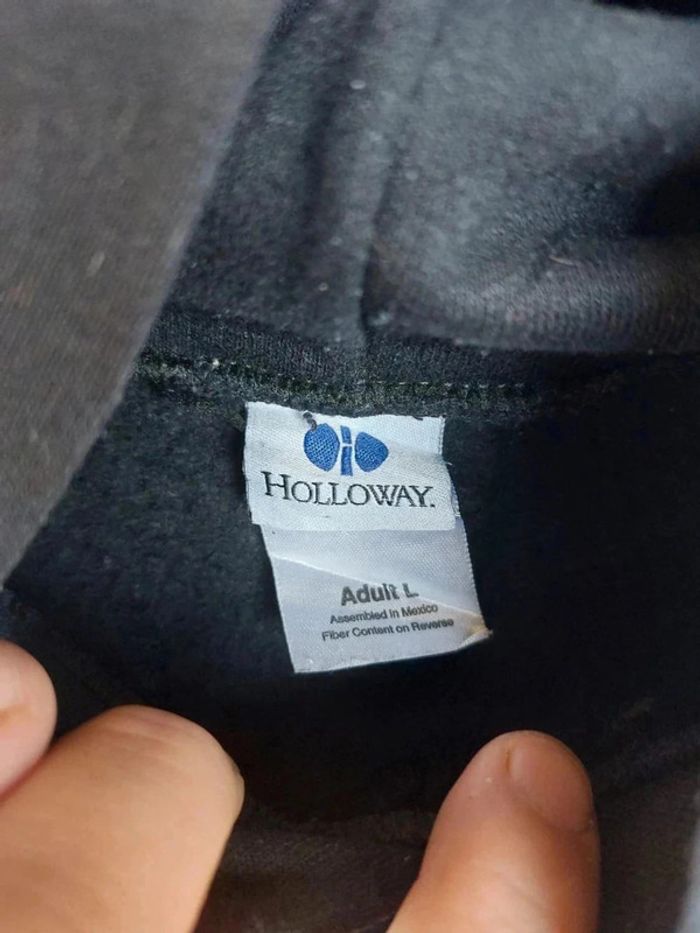 HOLLOWAY.
Adult L
Assembled in Mexico
Fiber Content on Reverse